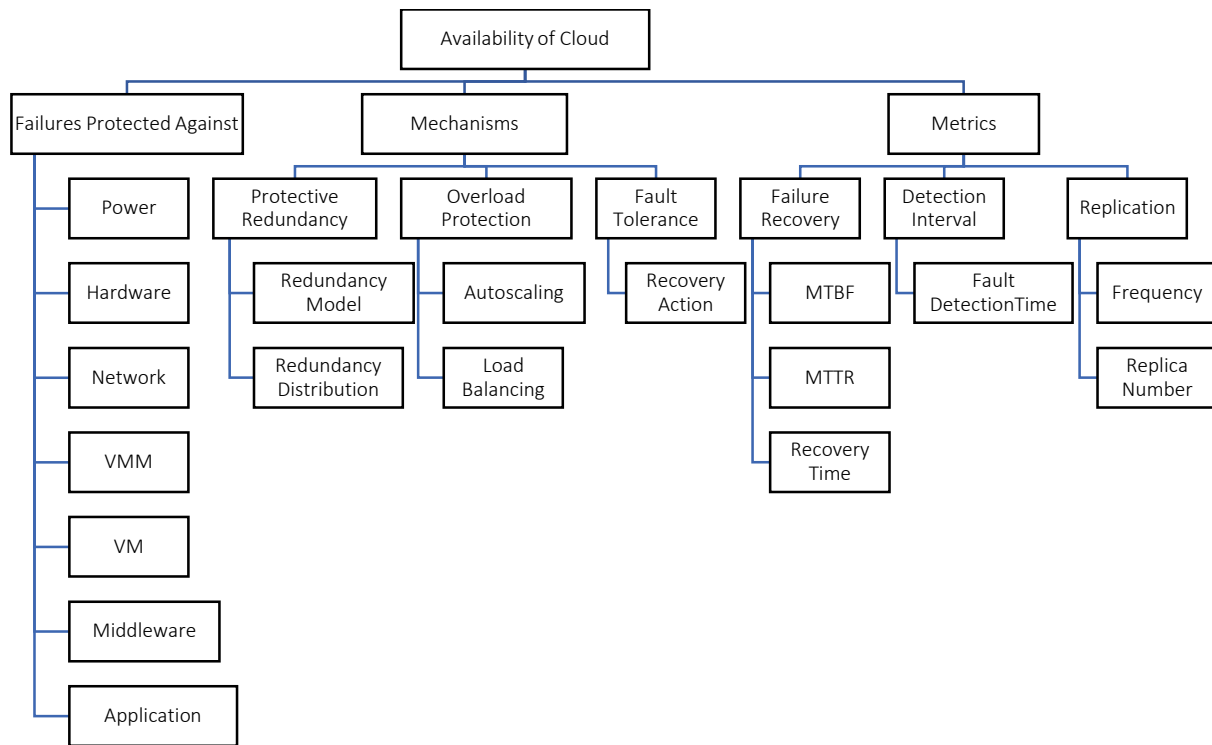 Availability of Cloud
Failures Protected Against
Mechanisms
Metrics
Power
Hardware
Network
VMM
VM
Middleware
Application
Protective
Redundancy
Redundancy
Model
Redundancy
Distribution
Overload
Protection
Autoscaling
Load
Balancing
Fault
Tolerance
Recovery
Action
Failure
Recovery
MTBF
MTTR
Recovery
Time
Detection
Interval
Fault
DetectionTime
Replication
Frequency
Replica
Number